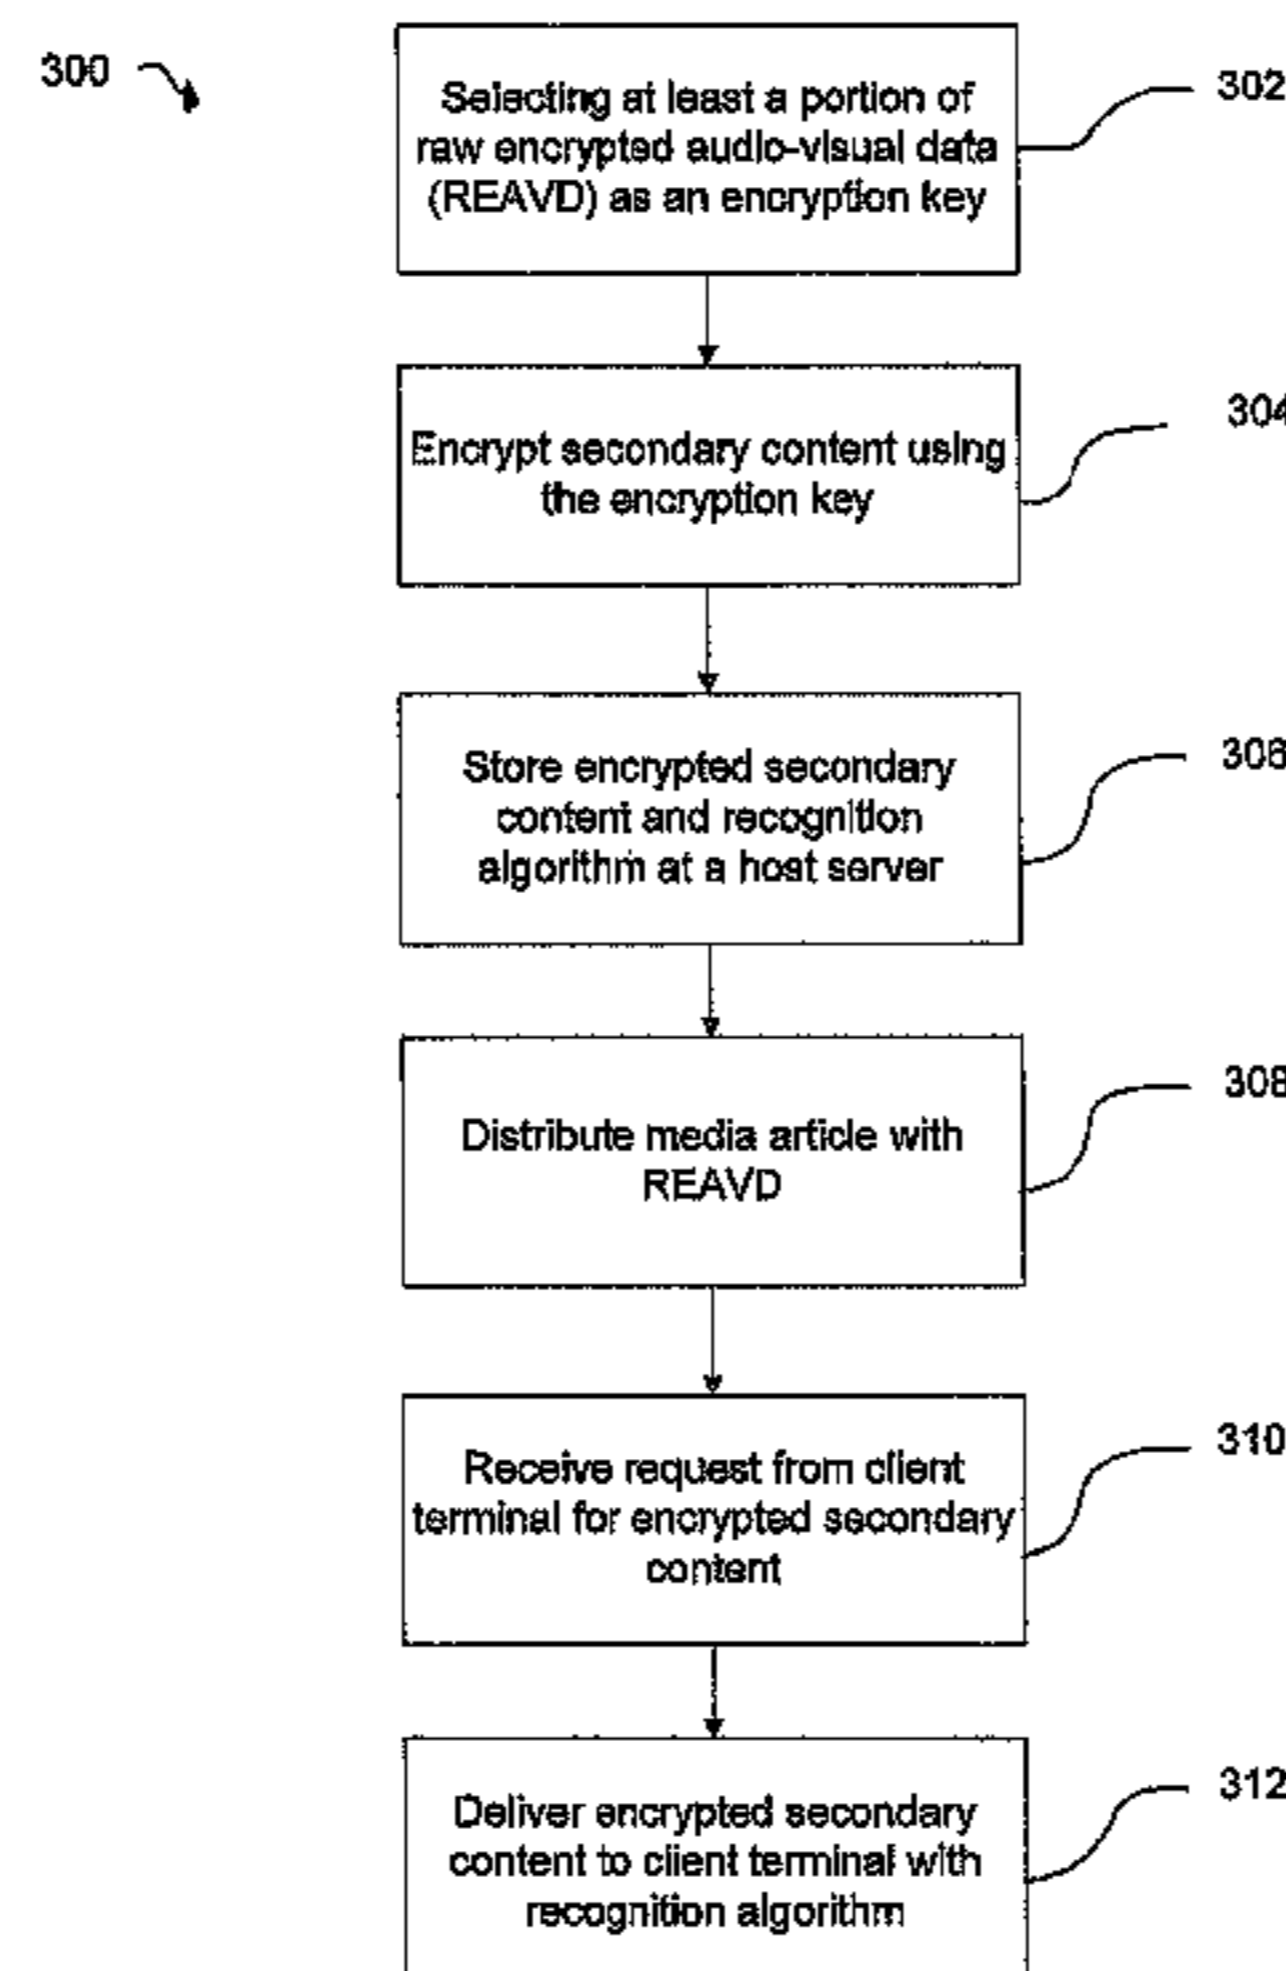 300
302
Selecting at least a portion of
raw encrypted audio-visual data
(REAVD) as an encryption key
304
Encrypt secondary content using
the encryption key
306
Store encrypted secondary
content and recognition
algorithm at a host server
308
Distribute media article with
REAVD
310
Receive request from client
terminal for encrypted secondary
content
312
Deliver encrypted secondary
content to client terminal with
recognition algorithm